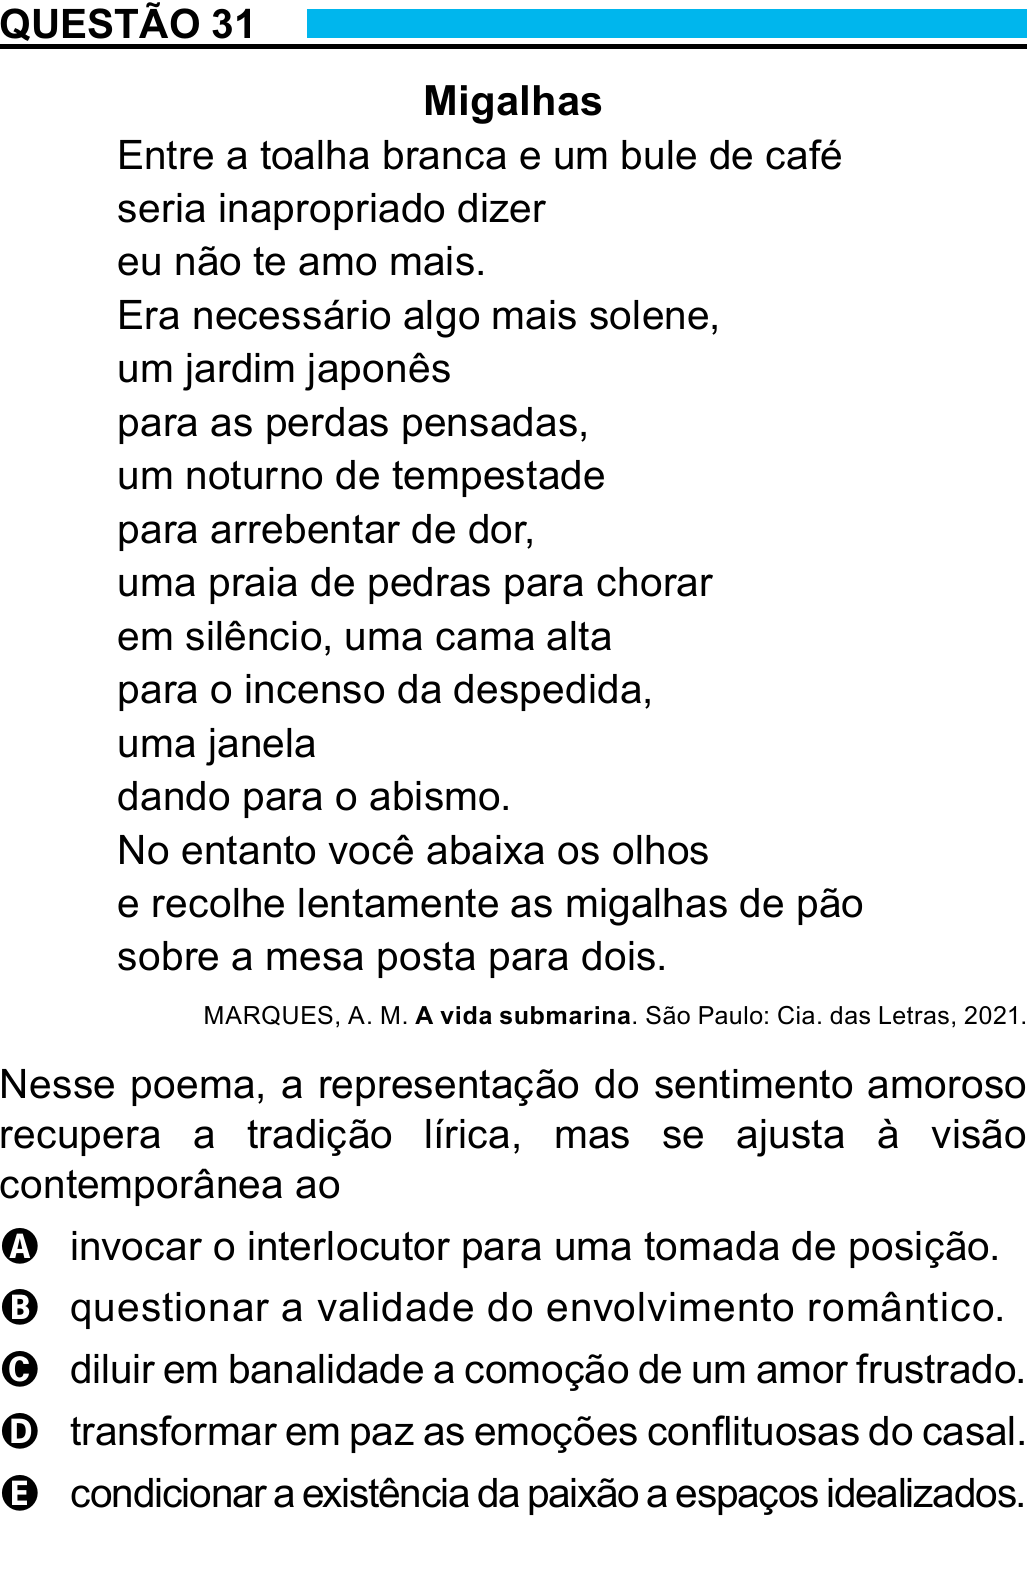 QUESTÃO 31
Migalhas
Entre a toalha branca e um bule de café
seria inapropriado dizer
eu não te amo mais.
Era necessário algo mais solene,
um jardim japonês
para as perdas pensadas,
um noturno de tempestade
para arrebentar de dor,
uma praia de pedras para chorar
em silêncio, uma cama alta
para o incenso da despedida,
uma janela
dando para o abismo.
No entanto você abaixa os olhos
e recolhe lentamente as migalhas de pão
sobre a mesa posta para dois.
MARQUES, A. M. A vida submarina. São Paulo: Cia. das Letras, 2021.
Nesse poema, a representação do sentimento amoroso
recupera a tradição lírica, mas se ajusta à visão
contemporânea ao
A invocar o interlocutor para uma tomada de posição.
B questionar a validade do envolvimento romântico.
C diluir em banalidade a comoção de um amor frustrado.
D transformar em paz as emoções conflituosas do casal.
E condicionar a existência da paixão a espaços idealizados.